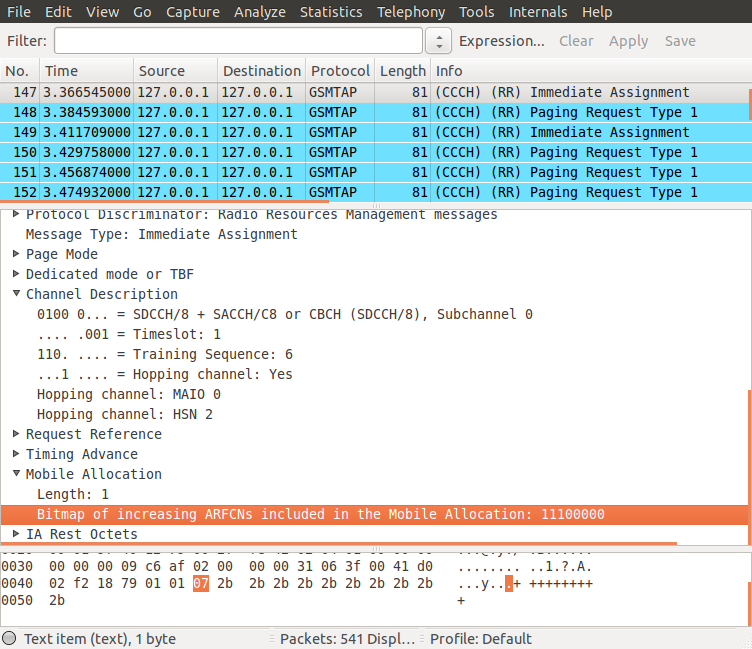 File Edit View Go Capture Analyze Statistics Telephony Tools Internals Help
Filter: Expression... Clear Apply Save
No. Time Source Destination Protocol Length Info
147 3.366545000 127.0.0.1 127.0.0.1 GSMTAP 81 (CCCH) (RR) Immediate Assignment
148 3.384593000 127.0.0.1 127.0.0.1 GSMTAP 81 (CCCH) (RR) Paging Request Type 1
149 3.411709000 127.0.0.1 127.0.0.1 GSMTAP 81 (CCCH) (RR) Immediate Assignment
150 3.429758000 127.0.0.1 127.0.0.1 GSMTAP 81 (CCCH) (RR) Paging Request Type 1
151 3.456874000 127.0.0.1 127.0.0.1 GSMTAP 81 (CCCH) (RR) Paging Request Type 1
152 3.474932000 127.0.0.1 127.0.0.1 GSMTAP 81 (CCCH) (RR) Paging Request Type 1
Protocol Discriminator: Radio Resources Management messages
Message Type: Immediate Assignment
Page Mode
Dedicated mode or TBF
Channel Description
0100 0... = SDCCH/8 + SACCH/C8 or CBCH (SDCCH/8), Subchannel 0
.... .001 = Timeslot: 1
110. .... = Training Sequence: 6
...1 .... = Hopping channel: Yes
Hopping channel: MAIO 0
Hopping channel: HSN 2
Request Reference
Timing Advance
Mobile Allocation
Length: 1
Bitmap of increasing ARFCNs included in the Mobile Allocation: 11100000
IA Rest Octets
0030 00 00 00 09 c6 af 02 00 00 00 31 06 3f 00 41 d0 ........ ..1.?.A.
0040 02 f2 18 79 01 01 07 2b 2b 2b 2b 2b 2b 2b 2b 2b ...y...+ ++++++++
0050 2b +
Text item (text), 1 byte Packets: 541 Displ... Profile: Default